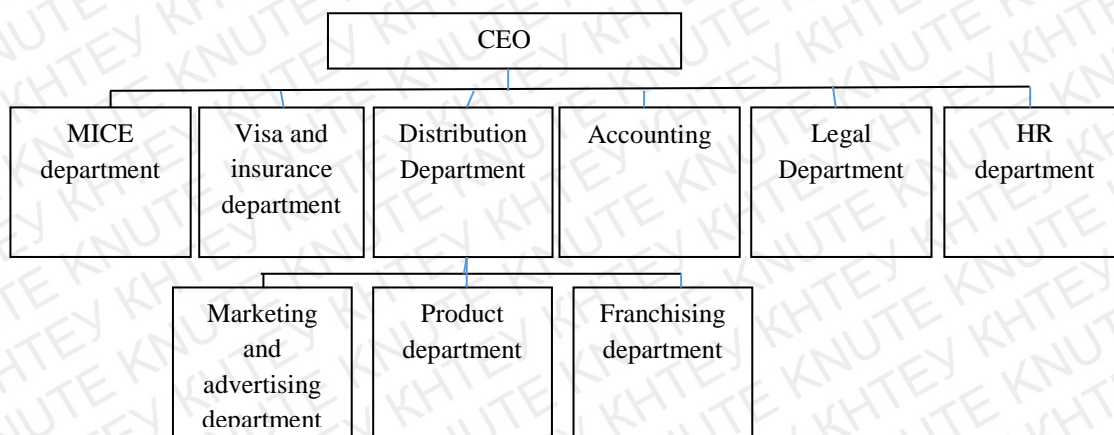 CEO
MICE
department
Visa and
insurance
department
Distribution
Department
Accounting
Legal
Department
HR
department
Marketing
and
advertising
department
Product
department
Franchising
department